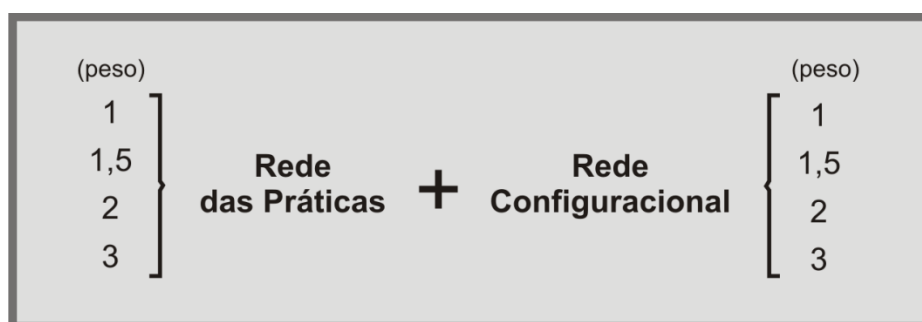 (peso)
1
1,5
2
3
Rede
das Práticas
+
Rede
Configuracional
(peso)
1
1,5
2
3